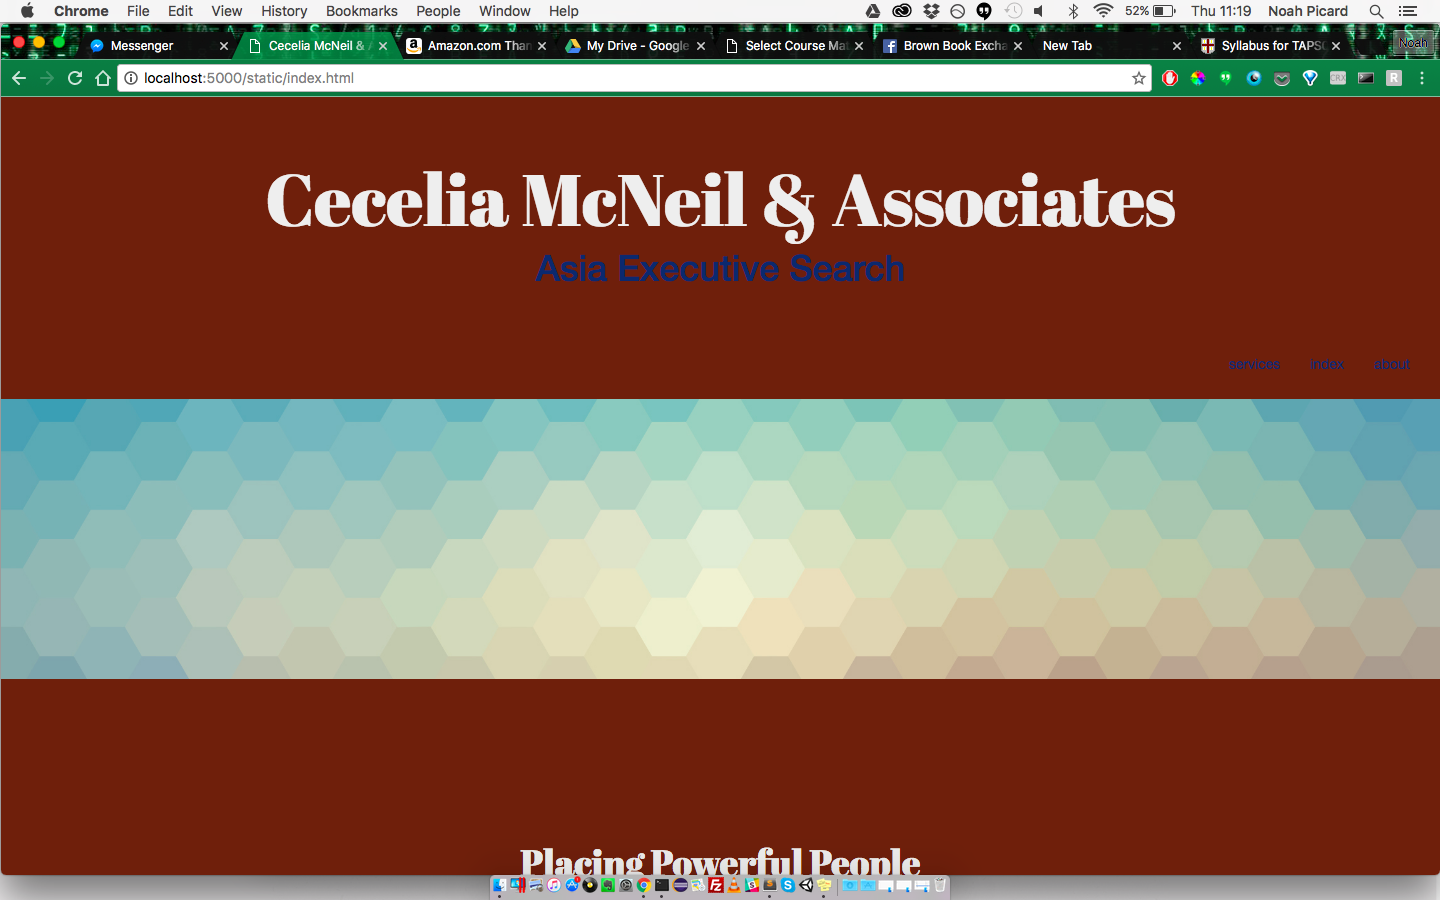 Chrome File Edit View History Bookmarks People Window Help 52% Thu 11:19 Noah Picard
Messenger Cecelia McNeil & Amazon.com Than My Drive - Google Select Course Mat Brown Book Excha New Tab Syllabus for TAPS Noah
localhost:5000/static/index.html CRX R
Cecelia McNeil & Associates
Asia Executive Search
services index about
Placing Powerful People